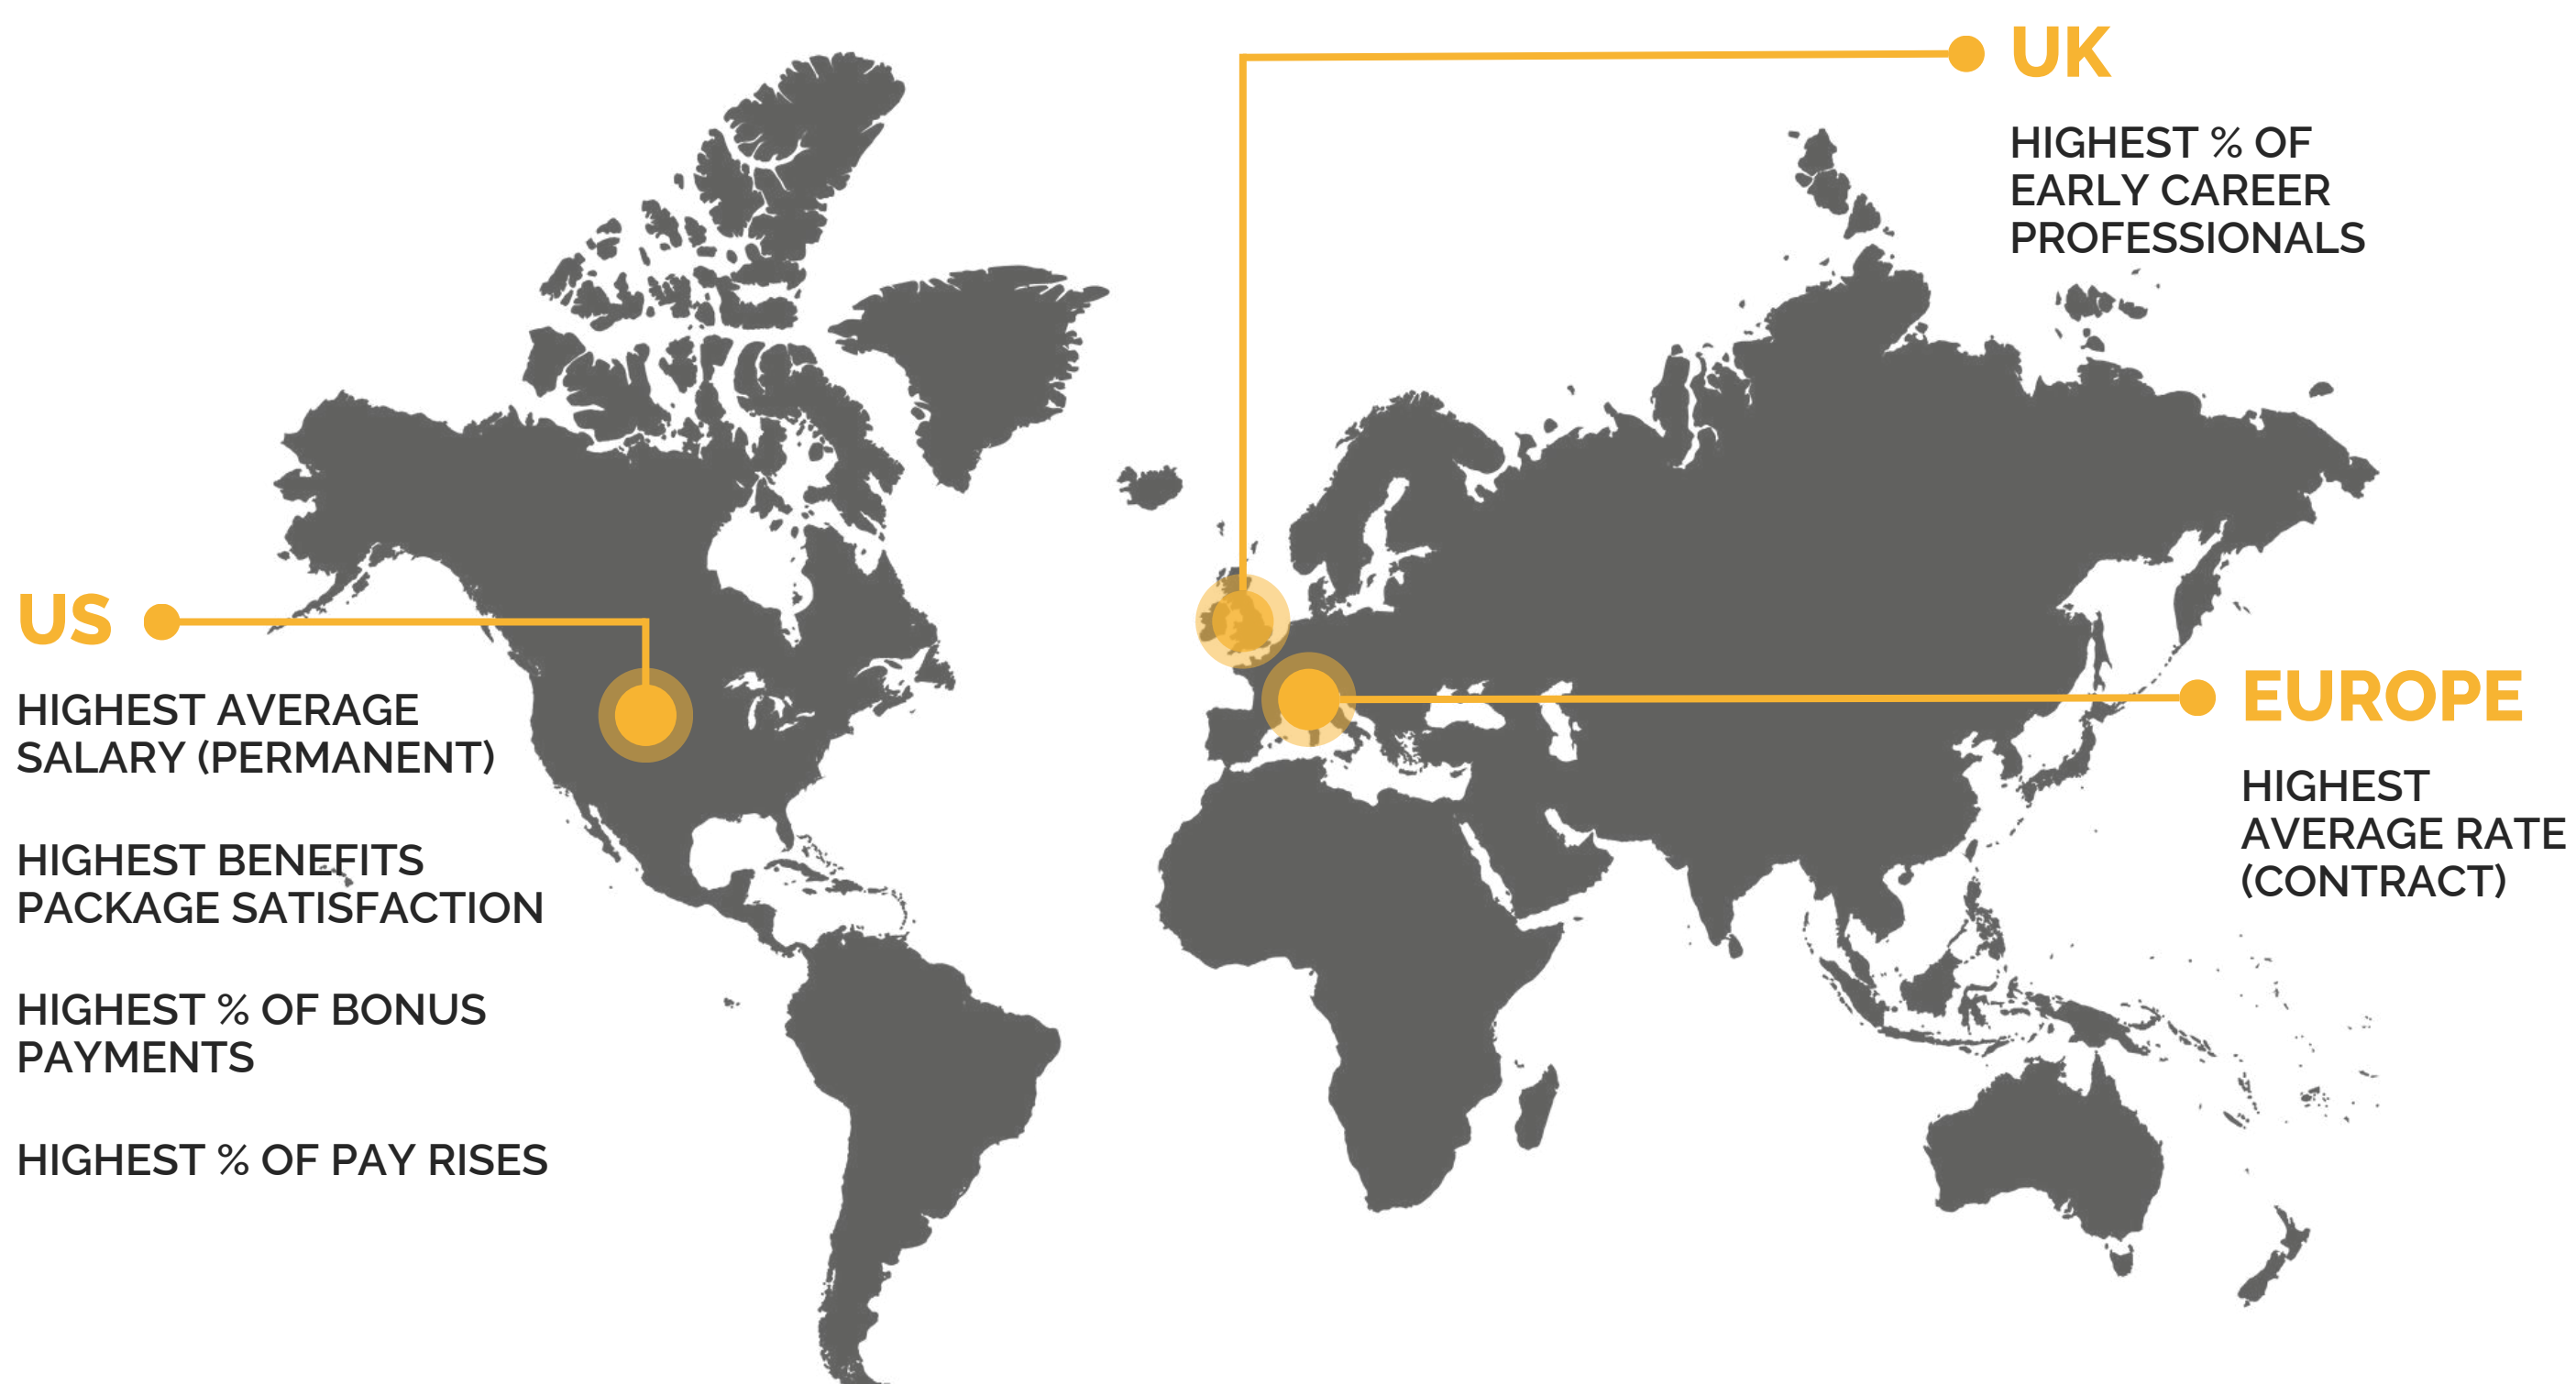 UK
HIGHEST % OF
EARLY CAREER
PROFESSIONALS
US
HIGHEST AVERAGE
SALARY (PERMANENT)
HIGHEST BENEFITS
PACKAGE SATISFACTION
HIGHEST % OF BONUS
PAYMENTS
HIGHEST % OF PAY RISES
EUROPE
HIGHEST
AVERAGE RATE
(CONTRACT)